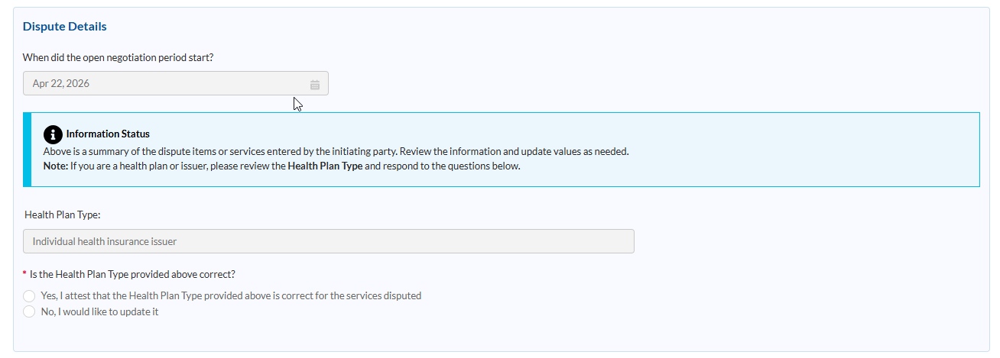 Dispute Details
When did the open negotiation period start?
Apr 22, 2026
Information Status
Above is a summary of the dispute items or services entered by the initiating party. Review the information and update values as needed.
Note: If you are a health plan or issuer, please review the Health Plan Type and respond to the questions below.
Health Plan Type:
Individual health insurance issuer
* Is the Health Plan Type provided above correct?
Yes, I attest that the Health Plan Type provided above is correct for the services disputed
No, I would like to update it